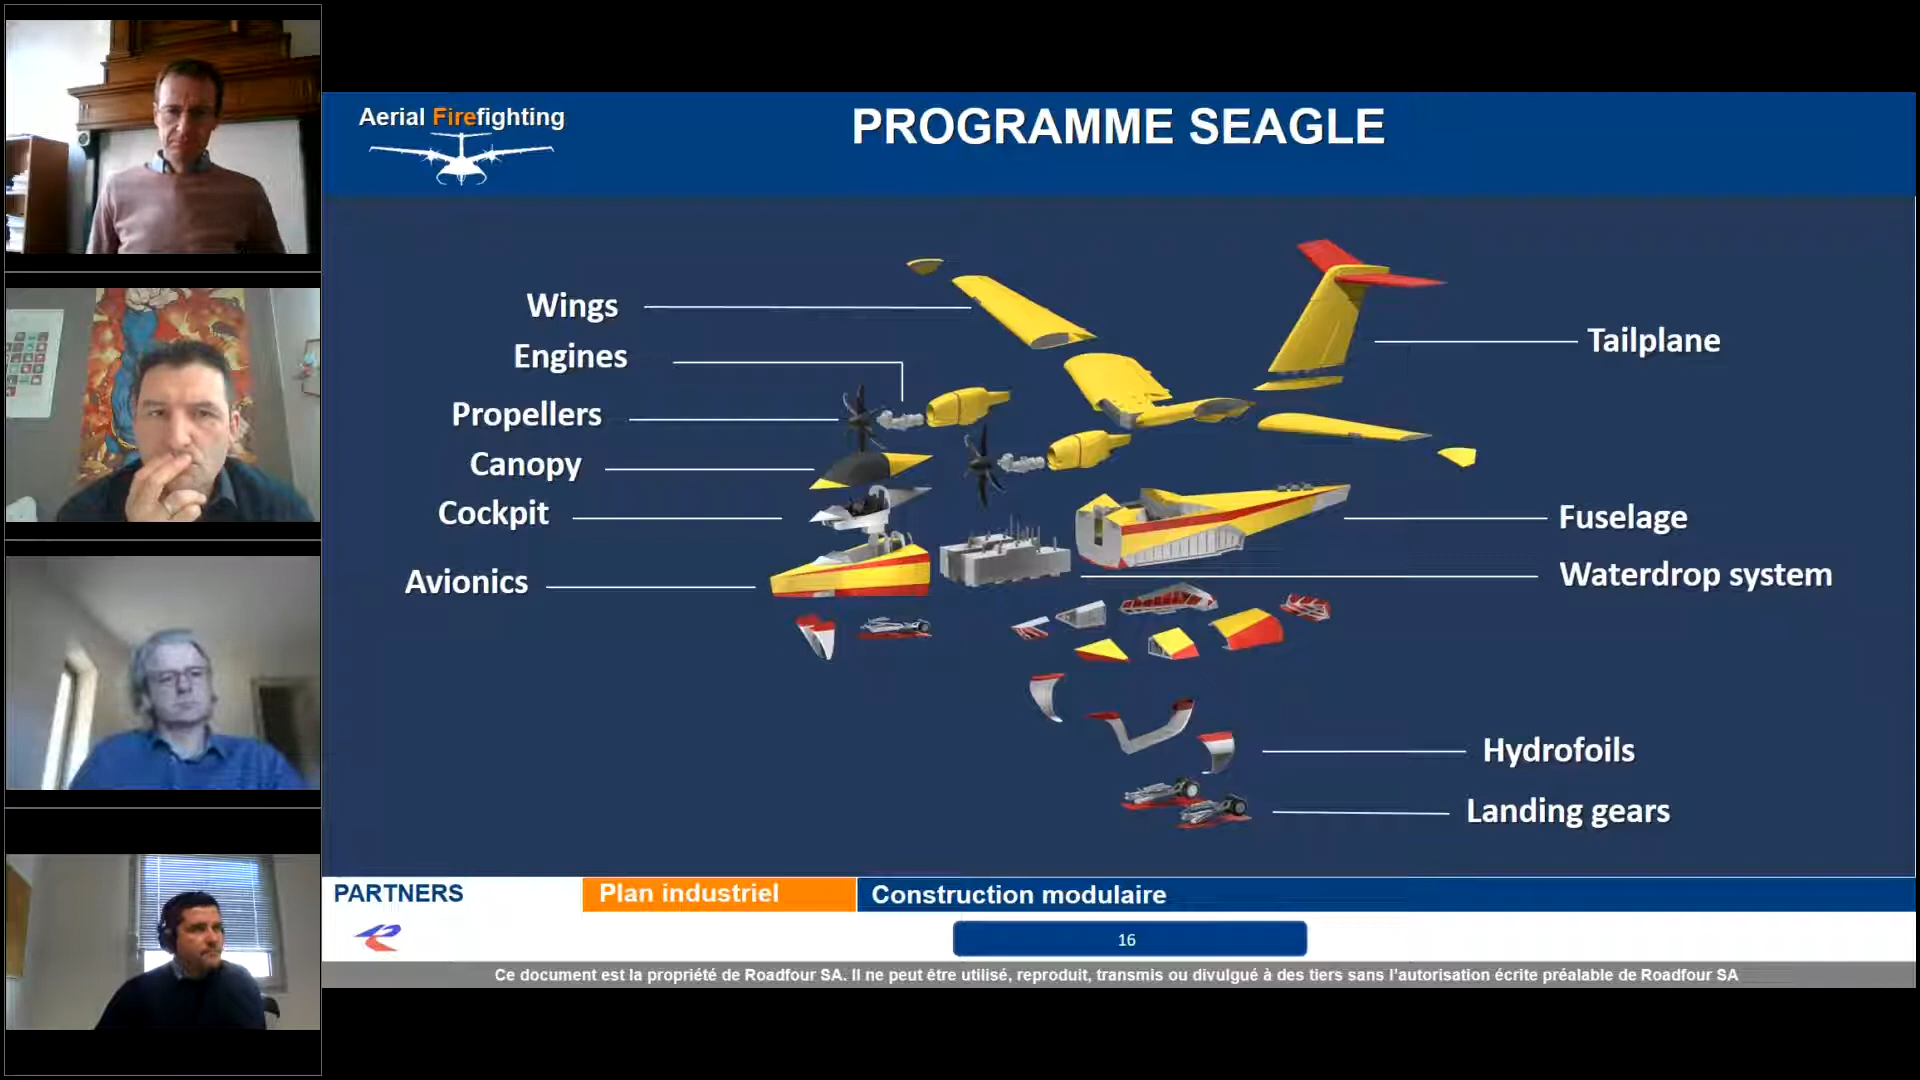 Aerial Firefighting
PROGRAMME SEAGLE
Wings
Engines
Propellers
Canopy
Cockpit
Avionics
Tailplane
Fuselage
Waterdrop system
Hydrofoils
Landing gears
PARTNERS
Plan industriel
Construction modulaire
16
Ce document est la propriété de Roadfour SA. Il ne peut être utilisé, reproduit, transmis ou divulgué à des tiers sans l'autorisation écrite préalable de Roadfour SA